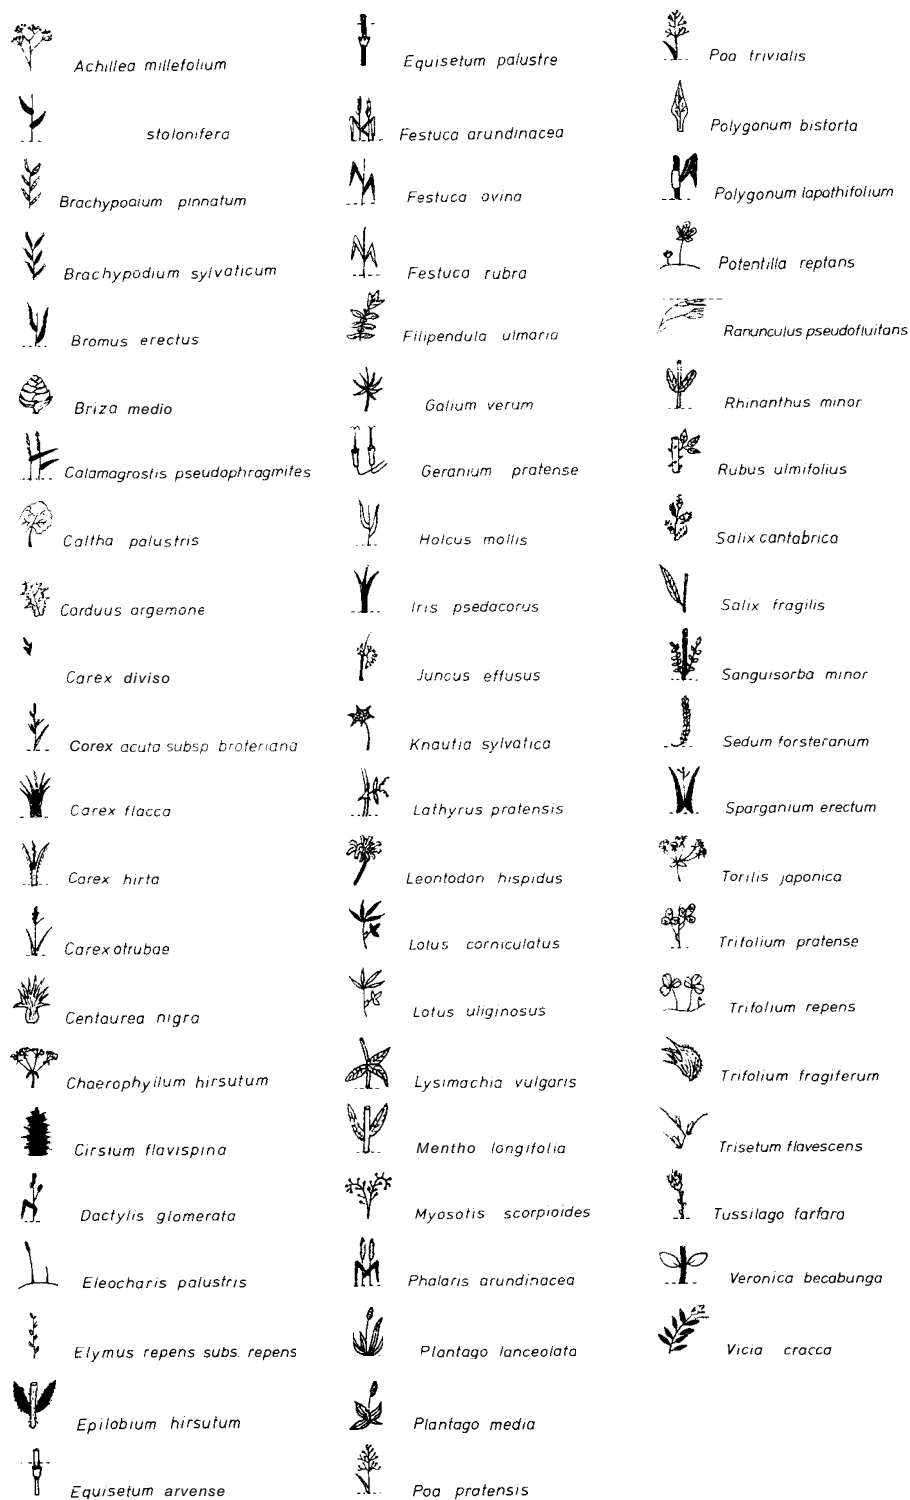 Achillea millefolium
stolonifera
Brachypodium pinnatum
Brachypodium sylvaticum
Bromus erectus
Briza medio
Calamagrostis pseudophragmites
Caltha palustris
Carduus argemone
Carex diviso
Corex acuta subsp broteriana
Carex flacca
Carex hirta
Carex otrubae
Centaurea nigra
Chaerophyllum hirsutum
Cirsium flavispina
Dactylis glomerata
Eleocharis palustris
Elymus repens subs. repens
Epilobium hirsutum
Equisetum arvense
Equisetum palustre
Festuca arundinacea
Festuca ovina
Festuca rubra
Filipendula ulmaria
Galium verum
Geranium pratense
Holcus mollis
Iris psedacorus
Juncus effusus
Knautia sylvatica
Lathyrus pratensis
Leontodon hispidus
Lotus corniculatus
Lotus uliginosus
Lysimachia vulgaris
Mentho longifolia
Myosotis scorpioides
Phalaris arundinacea
Plantago lanceolata
Plantago media
Poa pratensis
Poa trivialis
Polygonum bistorta
Polygonum lapathifolium
Potentilla reptans
Ranunculus pseudofluitans
Rhinanthus minor
Rubus ulmifolius
Salix cantabrica
Salix fragilis
Sanguisorba minor
Sedum forsteranum
Sparganium erectum
Torilis japonica
Trifolium pratense
Trifolium repens
Trifolium fragiferum
Trisetum flavescens
Tussilago farfara
Veronica becabunga
Vicia cracca